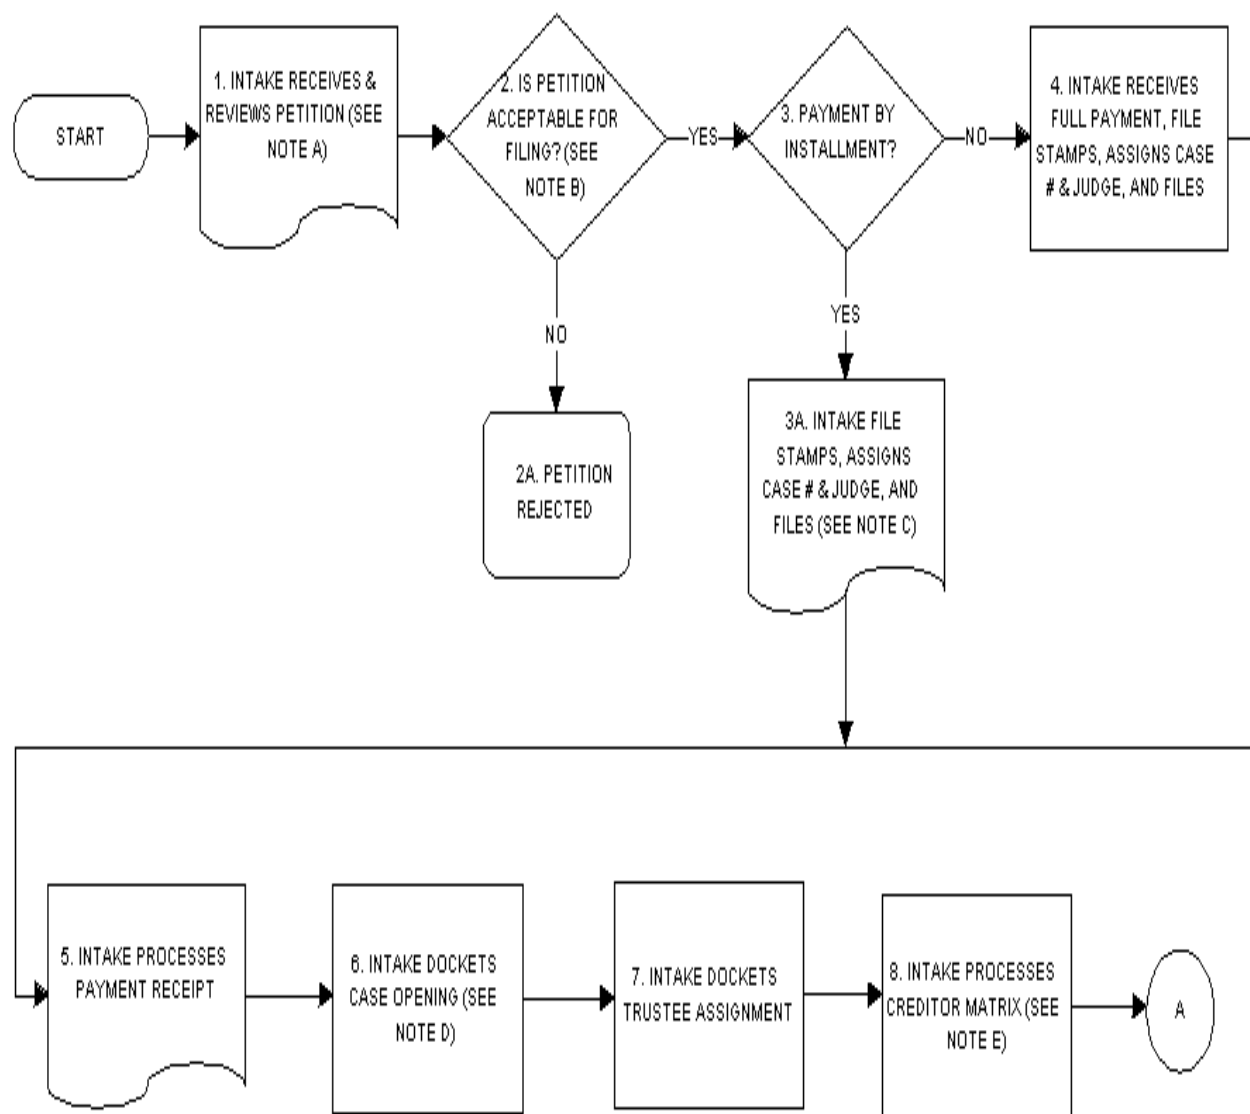 START
1. INTAKE RECEIVES &
REVIEWS PETITION (SEE
NOTE A)
2. IS PETITION
ACCEPTABLE FOR
FILING? (SEE
NOTE B)
YES
3. PAYMENT BY
INSTALLMENT?
NO
4. INTAKE RECEIVES
FULL PAYMENT, FILE
STAMPS, ASSIGNS CASE
# & JUDGE, AND FILES
NO
YES
2A. PETITION
REJECTED
3A. INTAKE FILE
STAMPS, ASSIGNS
CASE # & JUDGE, AND
FILES (SEE NOTE C)
5. INTAKE PROCESSES
PAYMENT RECEIPT
6. INTAKE DOCKETS
CASE OPENING (SEE
NOTE D)
7. INTAKE DOCKETS
TRUSTEE ASSIGNMENT
8. INTAKE PROCESSES
CREDITOR MATRIX (SEE
NOTE E)
A